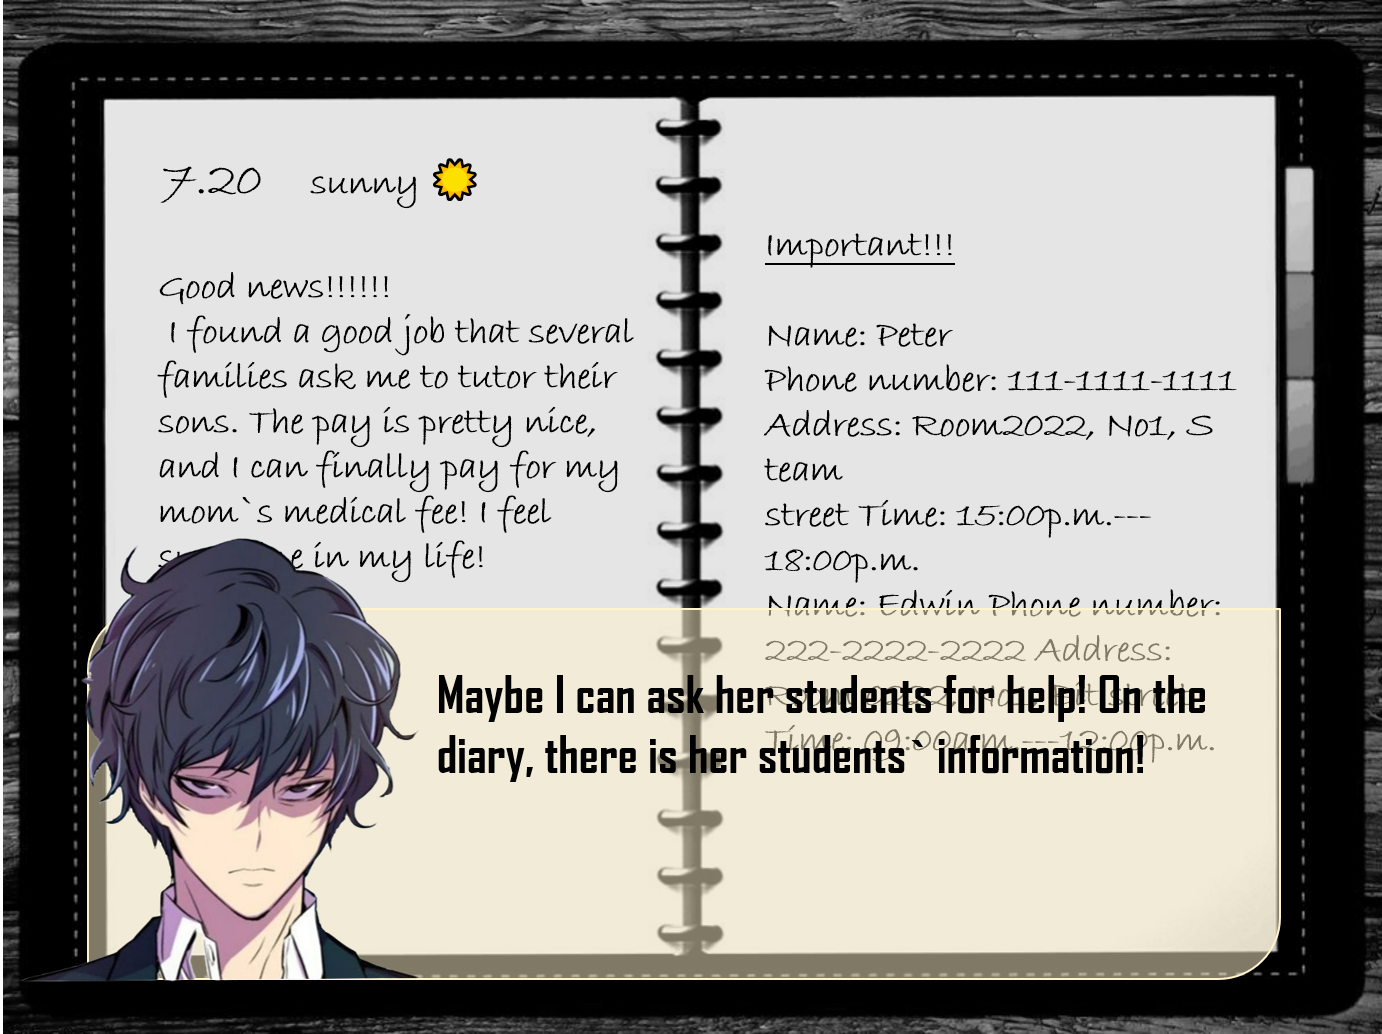 7.20 sunny
Good news!!!!!!
I found a good job that several
families ask me to tutor their
sons. The pay is pretty nice,
and I can finally pay for my
mom`s medical fee! I feel
in my life!
Important!!!
Name: Peter
Phone number: 111-1111-1111
Address: Room2022, No1, S
team
street Time: 15:00p.m.---
18:00p.m.
Name: Edwin Phone number:
222-2222-2222 Address:
Time: 09:00a.m.---12:00p.m.
Maybe I can ask her students for help! On the
diary, there is her students` information!